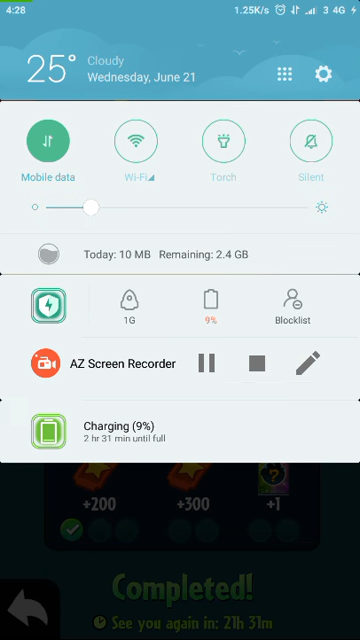 4:28
1.25K/s
3 4G
25°
Cloudy
Wednesday, June 21
Mobile data
Wi-Fi
Torch
Silent
Today: 10 MB Remaining: 2.4 GB
1G
9%
Blocklist
AZ Screen Recorder
Charging (9%)
2 hr 31 min until full
+200
+300
+1
Completed!
See you again in: 21h 31m